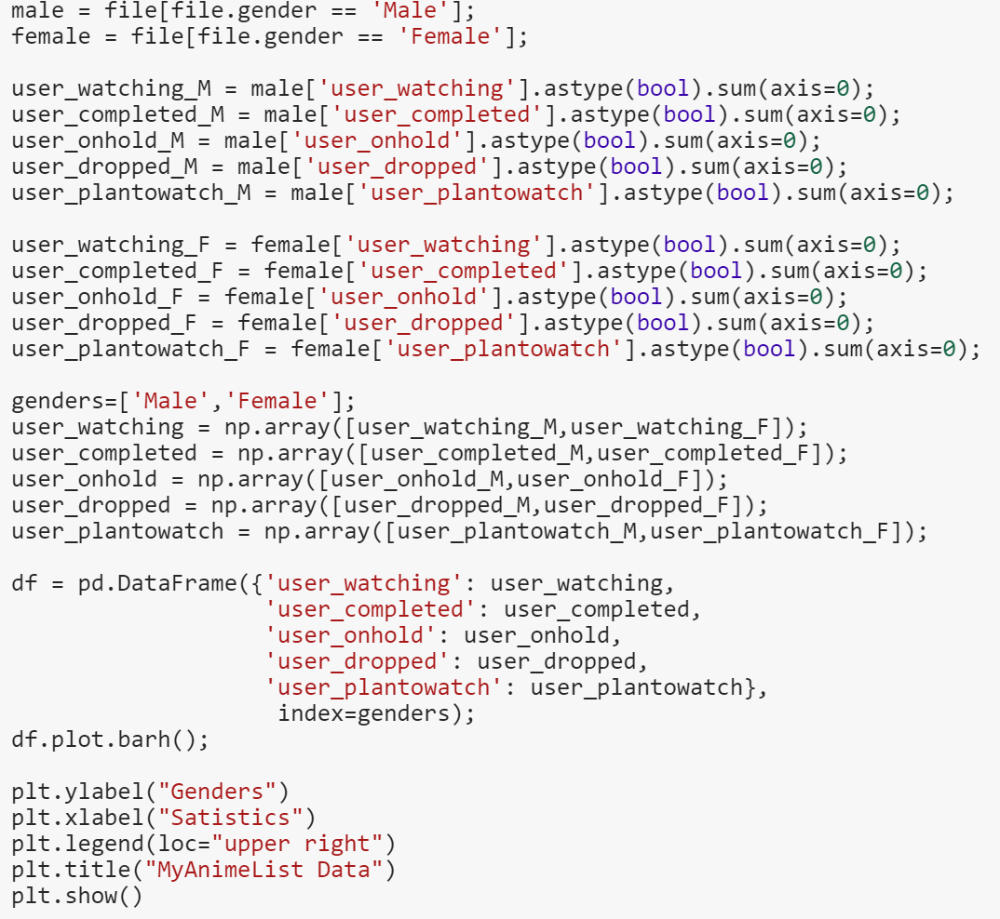 male = file[file.gender == 'Male'];
female = file[file.gender == 'Female'];
user_watching_M = male['user_watching'].astype(bool).sum(axis=0);
user_completed_M = male['user_completed'].astype(bool).sum(axis=0);
user_onhold_M = male['user_onhold'].astype(bool).sum(axis=0);
user_dropped_M = male['user_dropped'].astype(bool).sum(axis=0);
user_plantowatch_M = male['user_plantowatch'].astype(bool).sum(axis=0);
user_watching_F = female['user_watching'].astype(bool).sum(axis=0);
user_completed_F = female['user_completed'].astype(bool).sum(axis=0);
user_onhold_F = female['user_onhold'].astype(bool).sum(axis=0);
user_dropped_F = female['user_dropped'].astype(bool).sum(axis=0);
user_plantowatch_F = female['user_plantowatch'].astype(bool).sum(axis=0);
genders=['Male','Female'];
user_watching = np.array([user_watching_M,user_watching_F]);
user_completed = np.array([user_completed_M,user_completed_F]);
user_onhold = np.array([user_onhold_M,user_onhold_F]);
user_dropped = np.array([user_dropped_M,user_dropped_F]);
user_plantowatch = np.array([user_plantowatch_M,user_plantowatch_F]);
df = pd.DataFrame({'user_watching': user_watching,
'user_completed': user_completed,
'user_onhold': user_onhold,
'user_dropped': user_dropped,
'user_plantowatch': user_plantowatch},
index=genders);
df.plot.barh();
plt.ylabel("Genders")
plt.xlabel("Satistics")
plt.legend(loc="upper right")
plt.title("MyAnimeList Data")
plt.show()